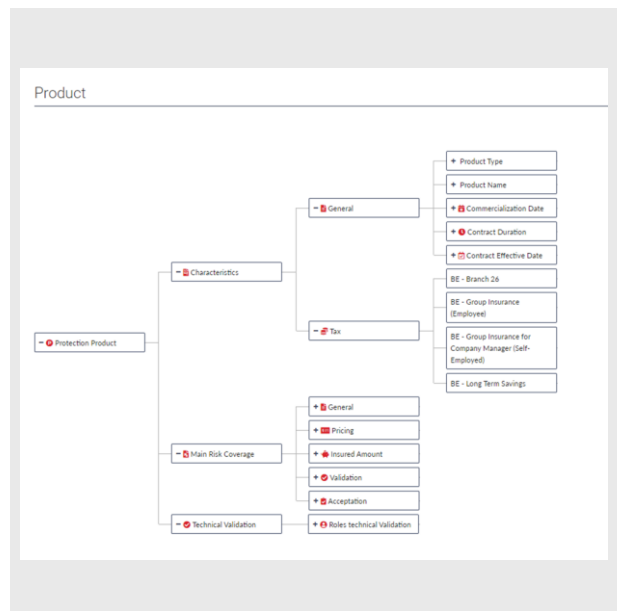 Product
Protection Product
Characteristics
General
Product Type
Product Name
Commercialization Date
Contract Duration
Contract Effective Date
Tax
BE - Branch 26
BE - Group Insurance
(Employee)
BE - Group Insurance for
Company Manager (Self-
Employed)
BE - Long Term Savings
Main Risk Coverage
General
Pricing
Insured Amount
Validation
Acceptation
Technical Validation
Roles technical Validation